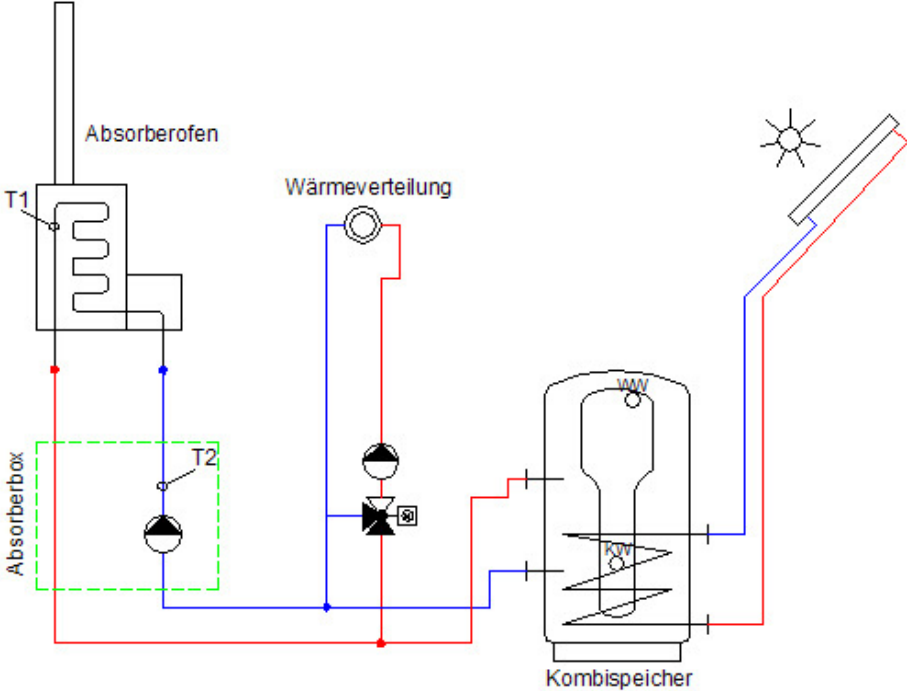 Absorberofen
T1
Wärmeverteilung
WW
T2
Absorberbox
KW
Kombispeicher